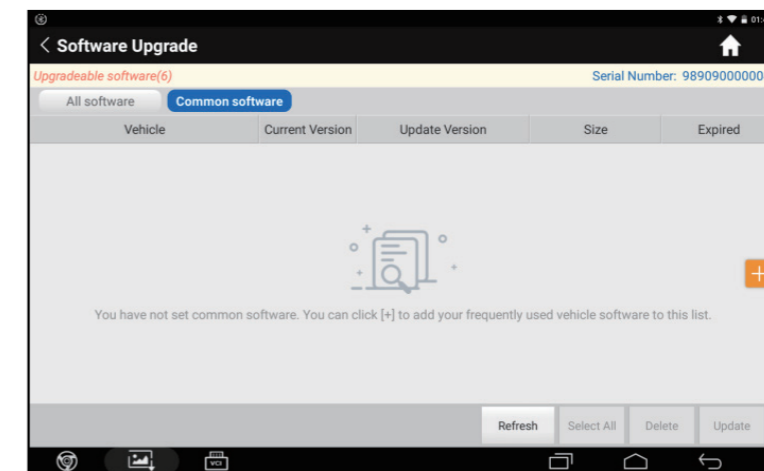 01:
Software Upgrade
Upgradeable software(6)
Serial Number: 98909000000
All software
Common software
Vehicle
Current Version
Update Version
Size
Expired
You have not set common software. You can click [+] to add your frequently used vehicle software to this list.
Refresh
Select All
Delete
Update
VCI